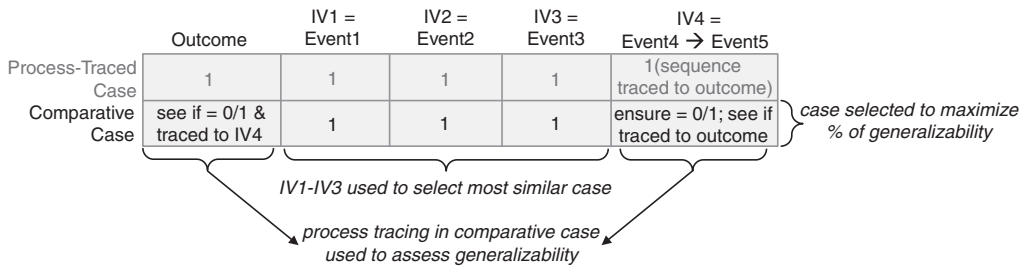 IV1 = IV2 = IV3 = IV4 =
Outcome Event1 Event2 Event3 Event4 → Event5
Process-Traced Case 1 1 1 1 1(sequence traced to outcome)
Comparative Case see if = 0/1 & traced to IV4 1 1 1 ensure = 0/1; see if traced to outcome
case selected to maximize
% of generalizability
IV1-IV3 used to select most similar case
process tracing in comparative case
used to assess generalizability